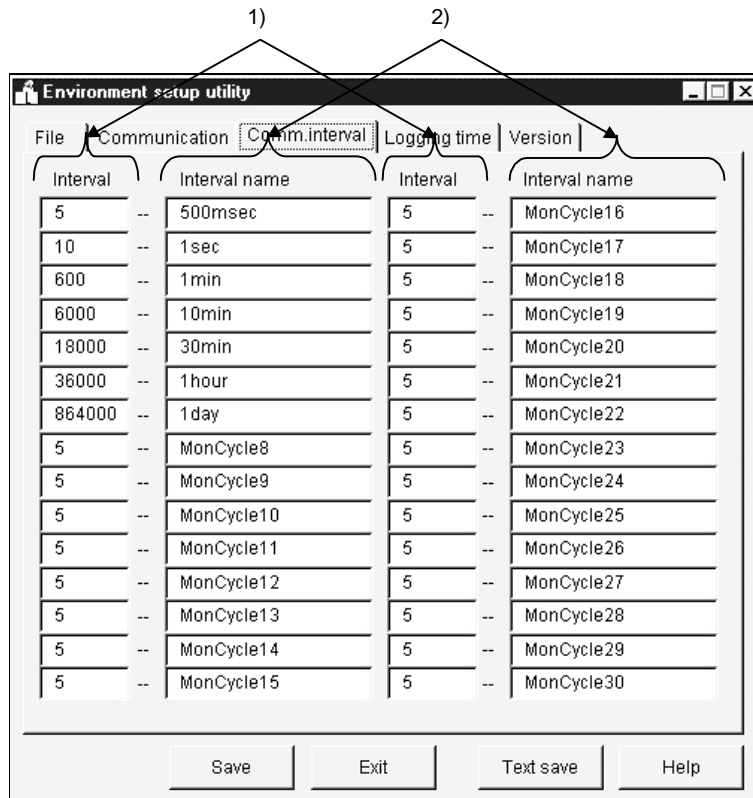 1) 2)
Environment setup utility
File Communication Comm.interval Logging time Version
Interval Interval name Interval Interval name
5 -- 500msec 5 -- MonCycle16
10 -- 1sec 5 -- MonCycle17
600 -- 1min 5 -- MonCycle18
6000 -- 10min 5 -- MonCycle19
18000 -- 30min 5 -- MonCycle20
36000 -- 1hour 5 -- MonCycle21
864000 -- 1day 5 -- MonCycle22
5 -- MonCycle8 5 -- MonCycle23
5 -- MonCycle9 5 -- MonCycle24
5 -- MonCycle10 5 -- MonCycle25
5 -- MonCycle11 5 -- MonCycle26
5 -- MonCycle12 5 -- MonCycle27
5 -- MonCycle13 5 -- MonCycle28
5 -- MonCycle14 5 -- MonCycle29
5 -- MonCycle15 5 -- MonCycle30
Save Exit Text save Help